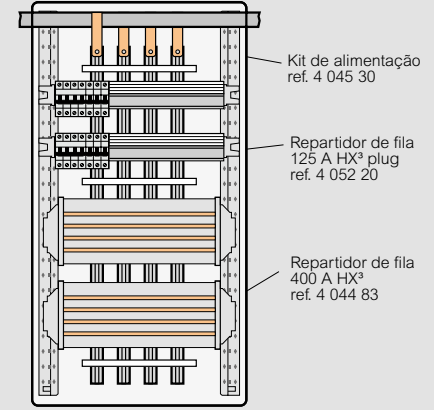 Kit de alimentação
ref. 4 045 30
Repartidor de fila
125 A HX³ plug
ref. 4 052 20
Repartidor de fila
400 A HX³
ref. 4 044 83